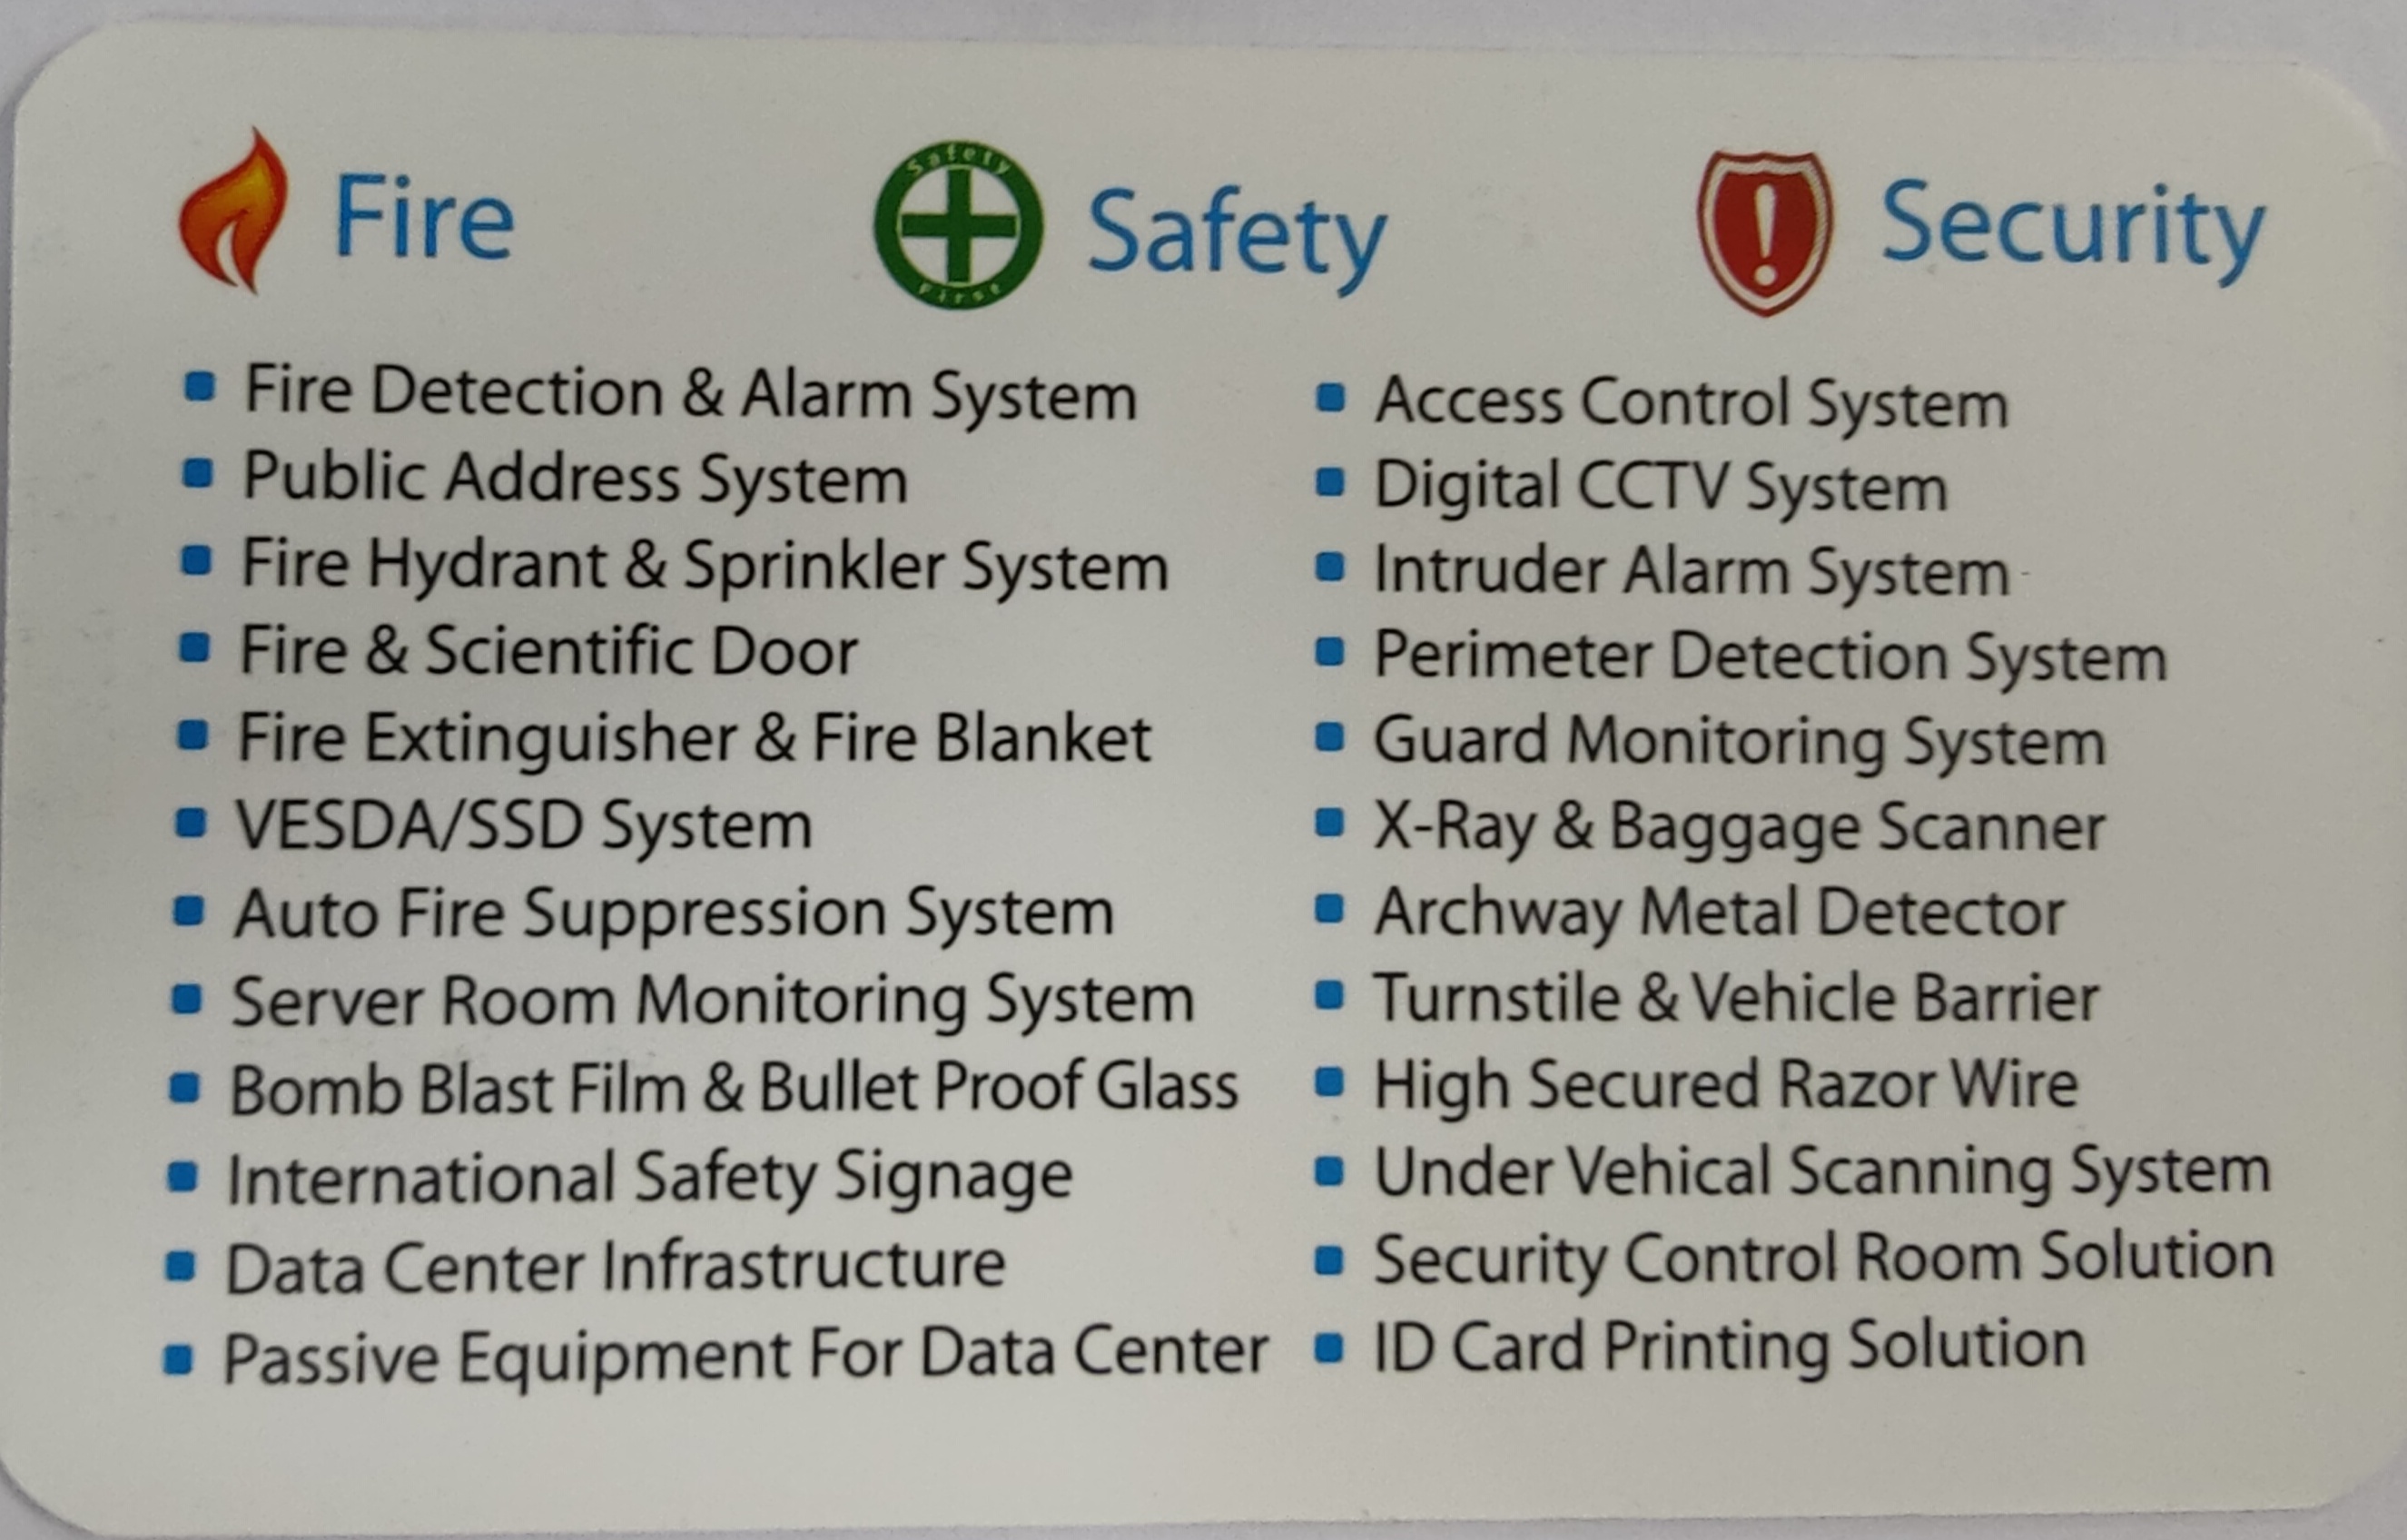 Fire
Safety First
Safety
Security
Fire Detection & Alarm System
Public Address System
Fire Hydrant & Sprinkler System
Fire & Scientific Door
Fire Extinguisher & Fire Blanket
VESDA/SSD System
Auto Fire Suppression System
Server Room Monitoring System
Bomb Blast Film & Bullet Proof Glass
International Safety Signage
Data Center Infrastructure
Passive Equipment For Data Center
Access Control System
Digital CCTV System
Intruder Alarm System
Perimeter Detection System
Guard Monitoring System
X-Ray & Baggage Scanner
Archway Metal Detector
Turnstile & Vehicle Barrier
High Secured Razor Wire
Under Vehical Scanning System
Security Control Room Solution
ID Card Printing Solution